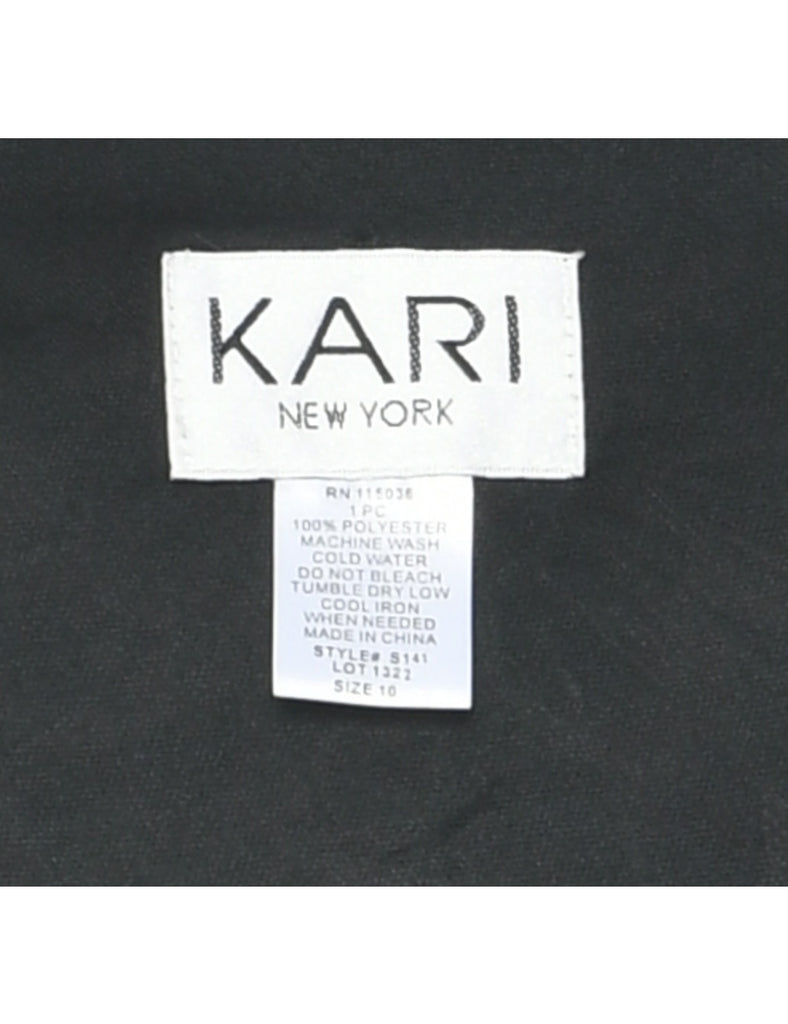 KARI
NEW YORK
RN 115036
1 PC
100% POLYESTER
MACHINE WASH
COLD WATER
DO NOT BLEACH
TUMBLE DRY LOW
COOL IRON
WHEN NEEDED
MADE IN CHINA
STYLE# S141
LOT 1322
SIZE 10